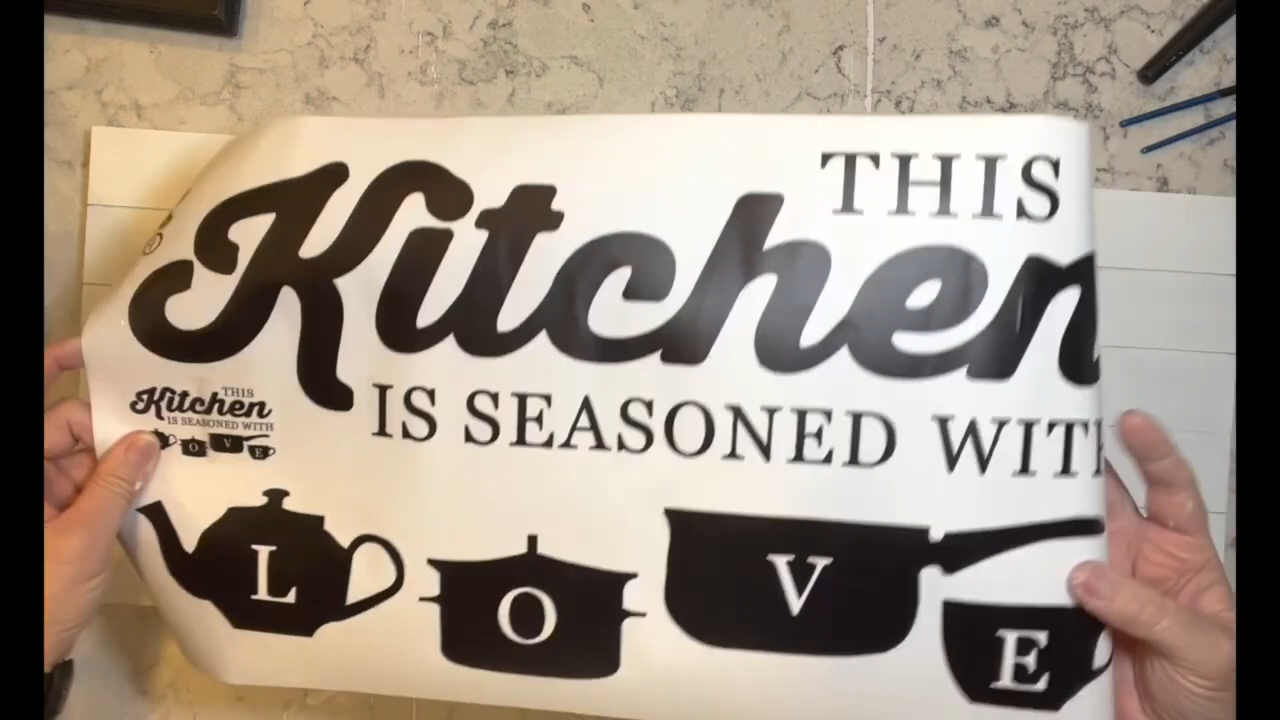 THIS
Kitchen
IS SEASONED WITH
L O V E
THIS
Kitchen
IS SEASONED WITH
L O V E